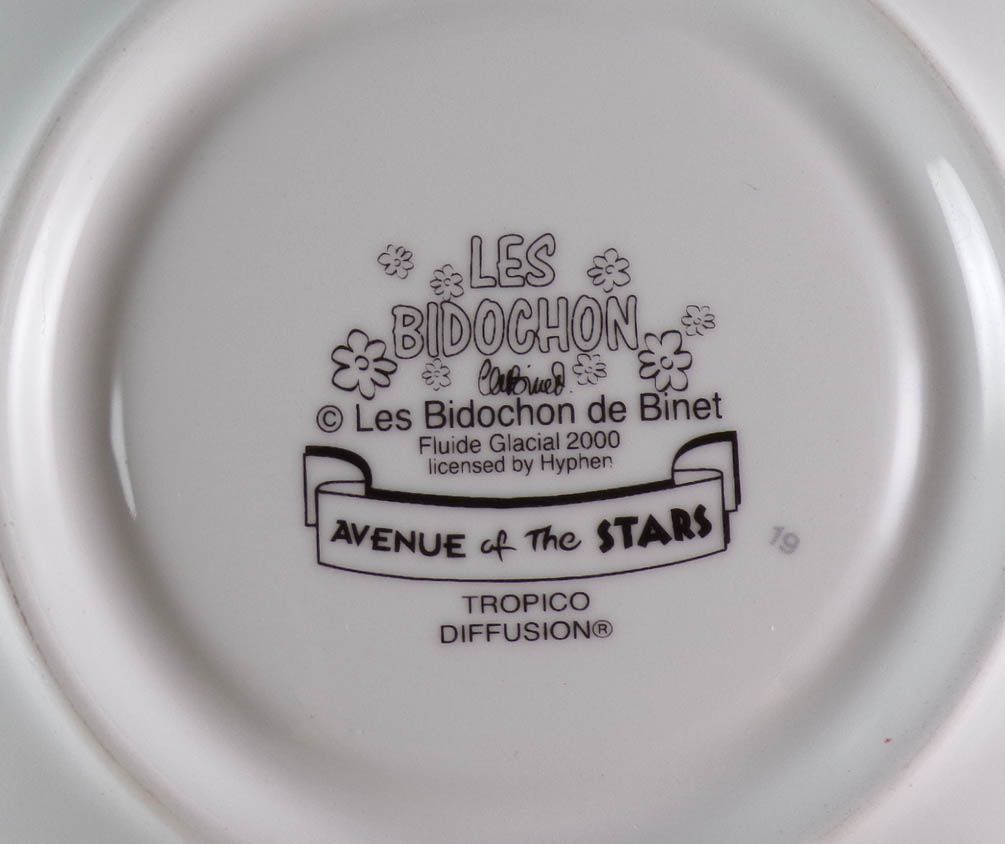 LES
BIDOCHON
© Les Bidochon de Binet
Fluide Glacial 2000
licensed by Hyphen
AVENUE of The STARS
19
TROPICO
DIFFUSION®